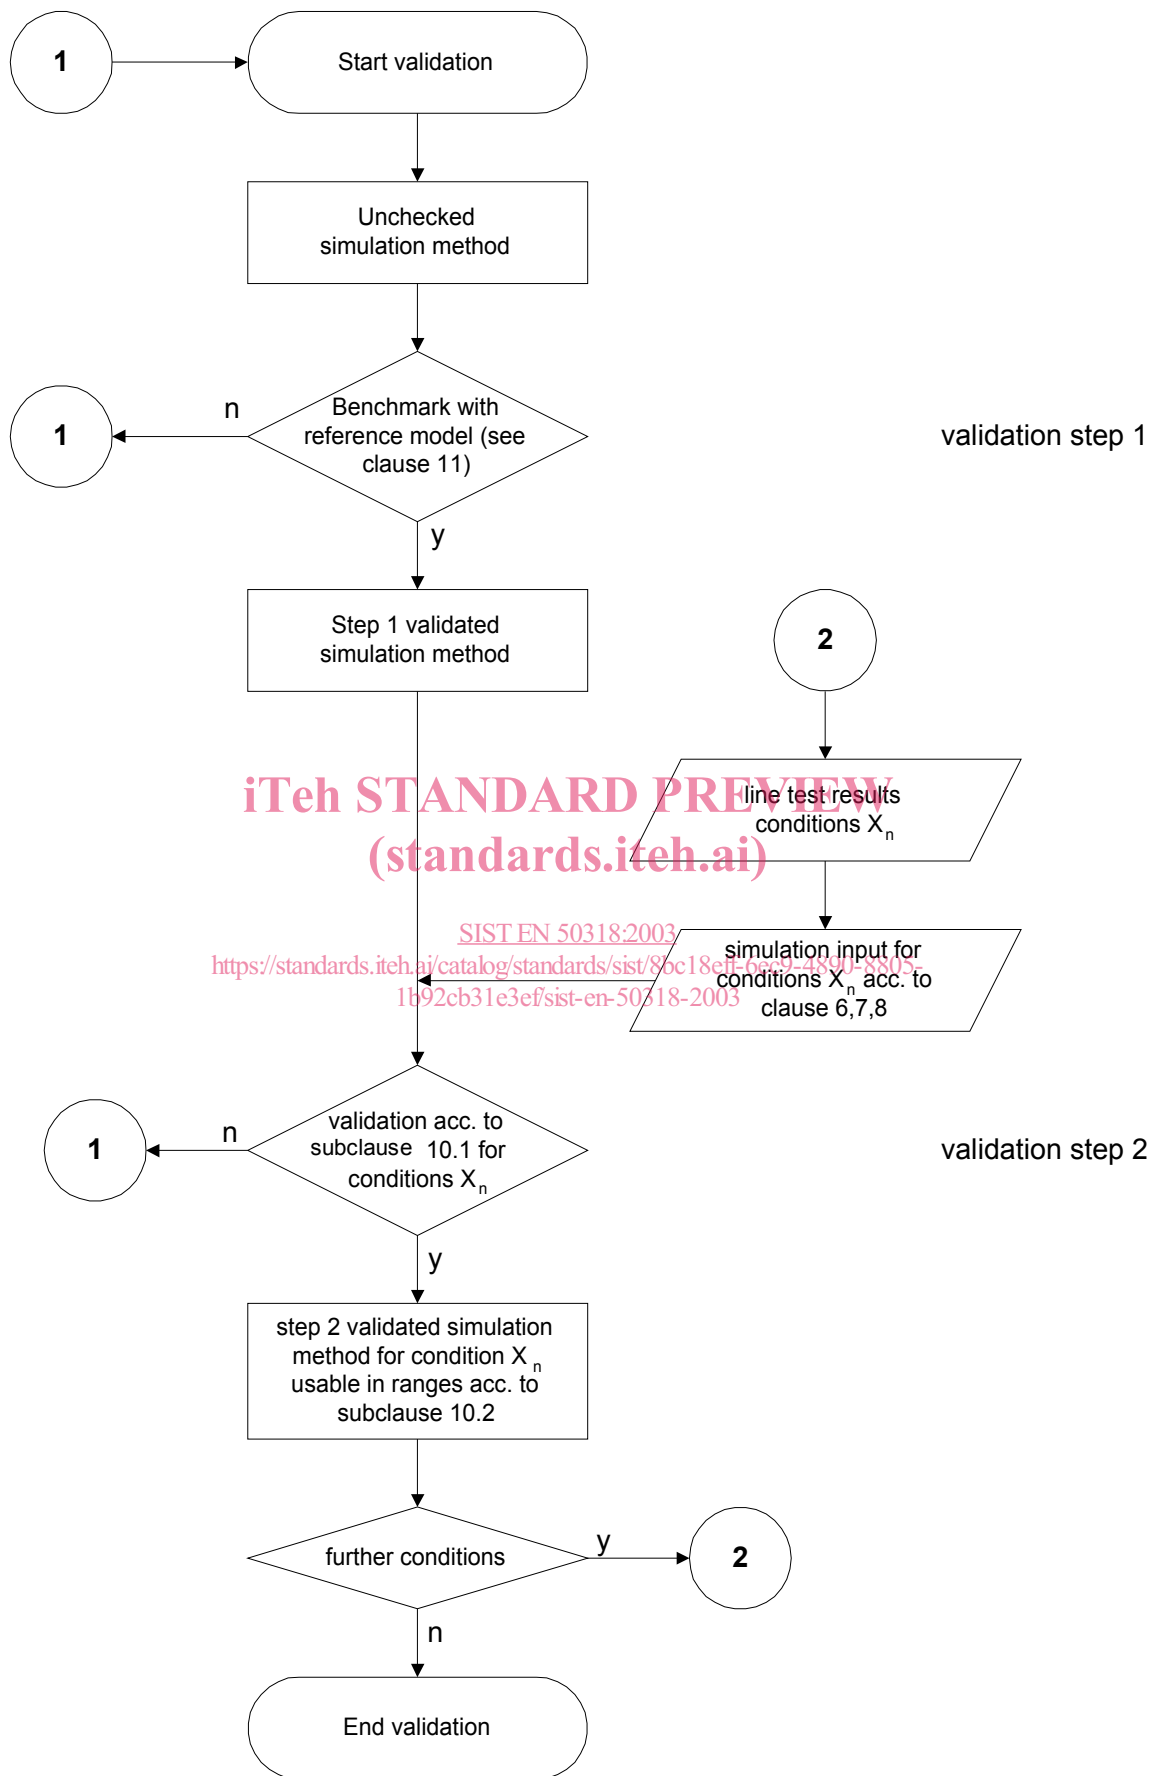 1
Start validation
Unchecked
simulation method
n
1
Benchmark with
reference model (see
clause 11)
validation step 1
y
Step 1 validated
simulation method
2
iTeh STANDARD PREVIEW
(standards.iteh.ai)
line test results
conditions Xn
SIST EN 50318:2003
https://standards.iteh.ai/catalog/standards/sist/8bc18eff-6ec9-4890-8805-
1b92cb31e3ef/sist-en-50318-2003
simulation input for
conditions Xn acc. to
clause 6,7,8
n
1
validation acc. to
subclause 10.1 for
conditions Xn
validation step 2
y
step 2 validated simulation
method for condition Xn
usable in ranges acc. to
subclause 10.2
further conditions
y
2
n
End validation